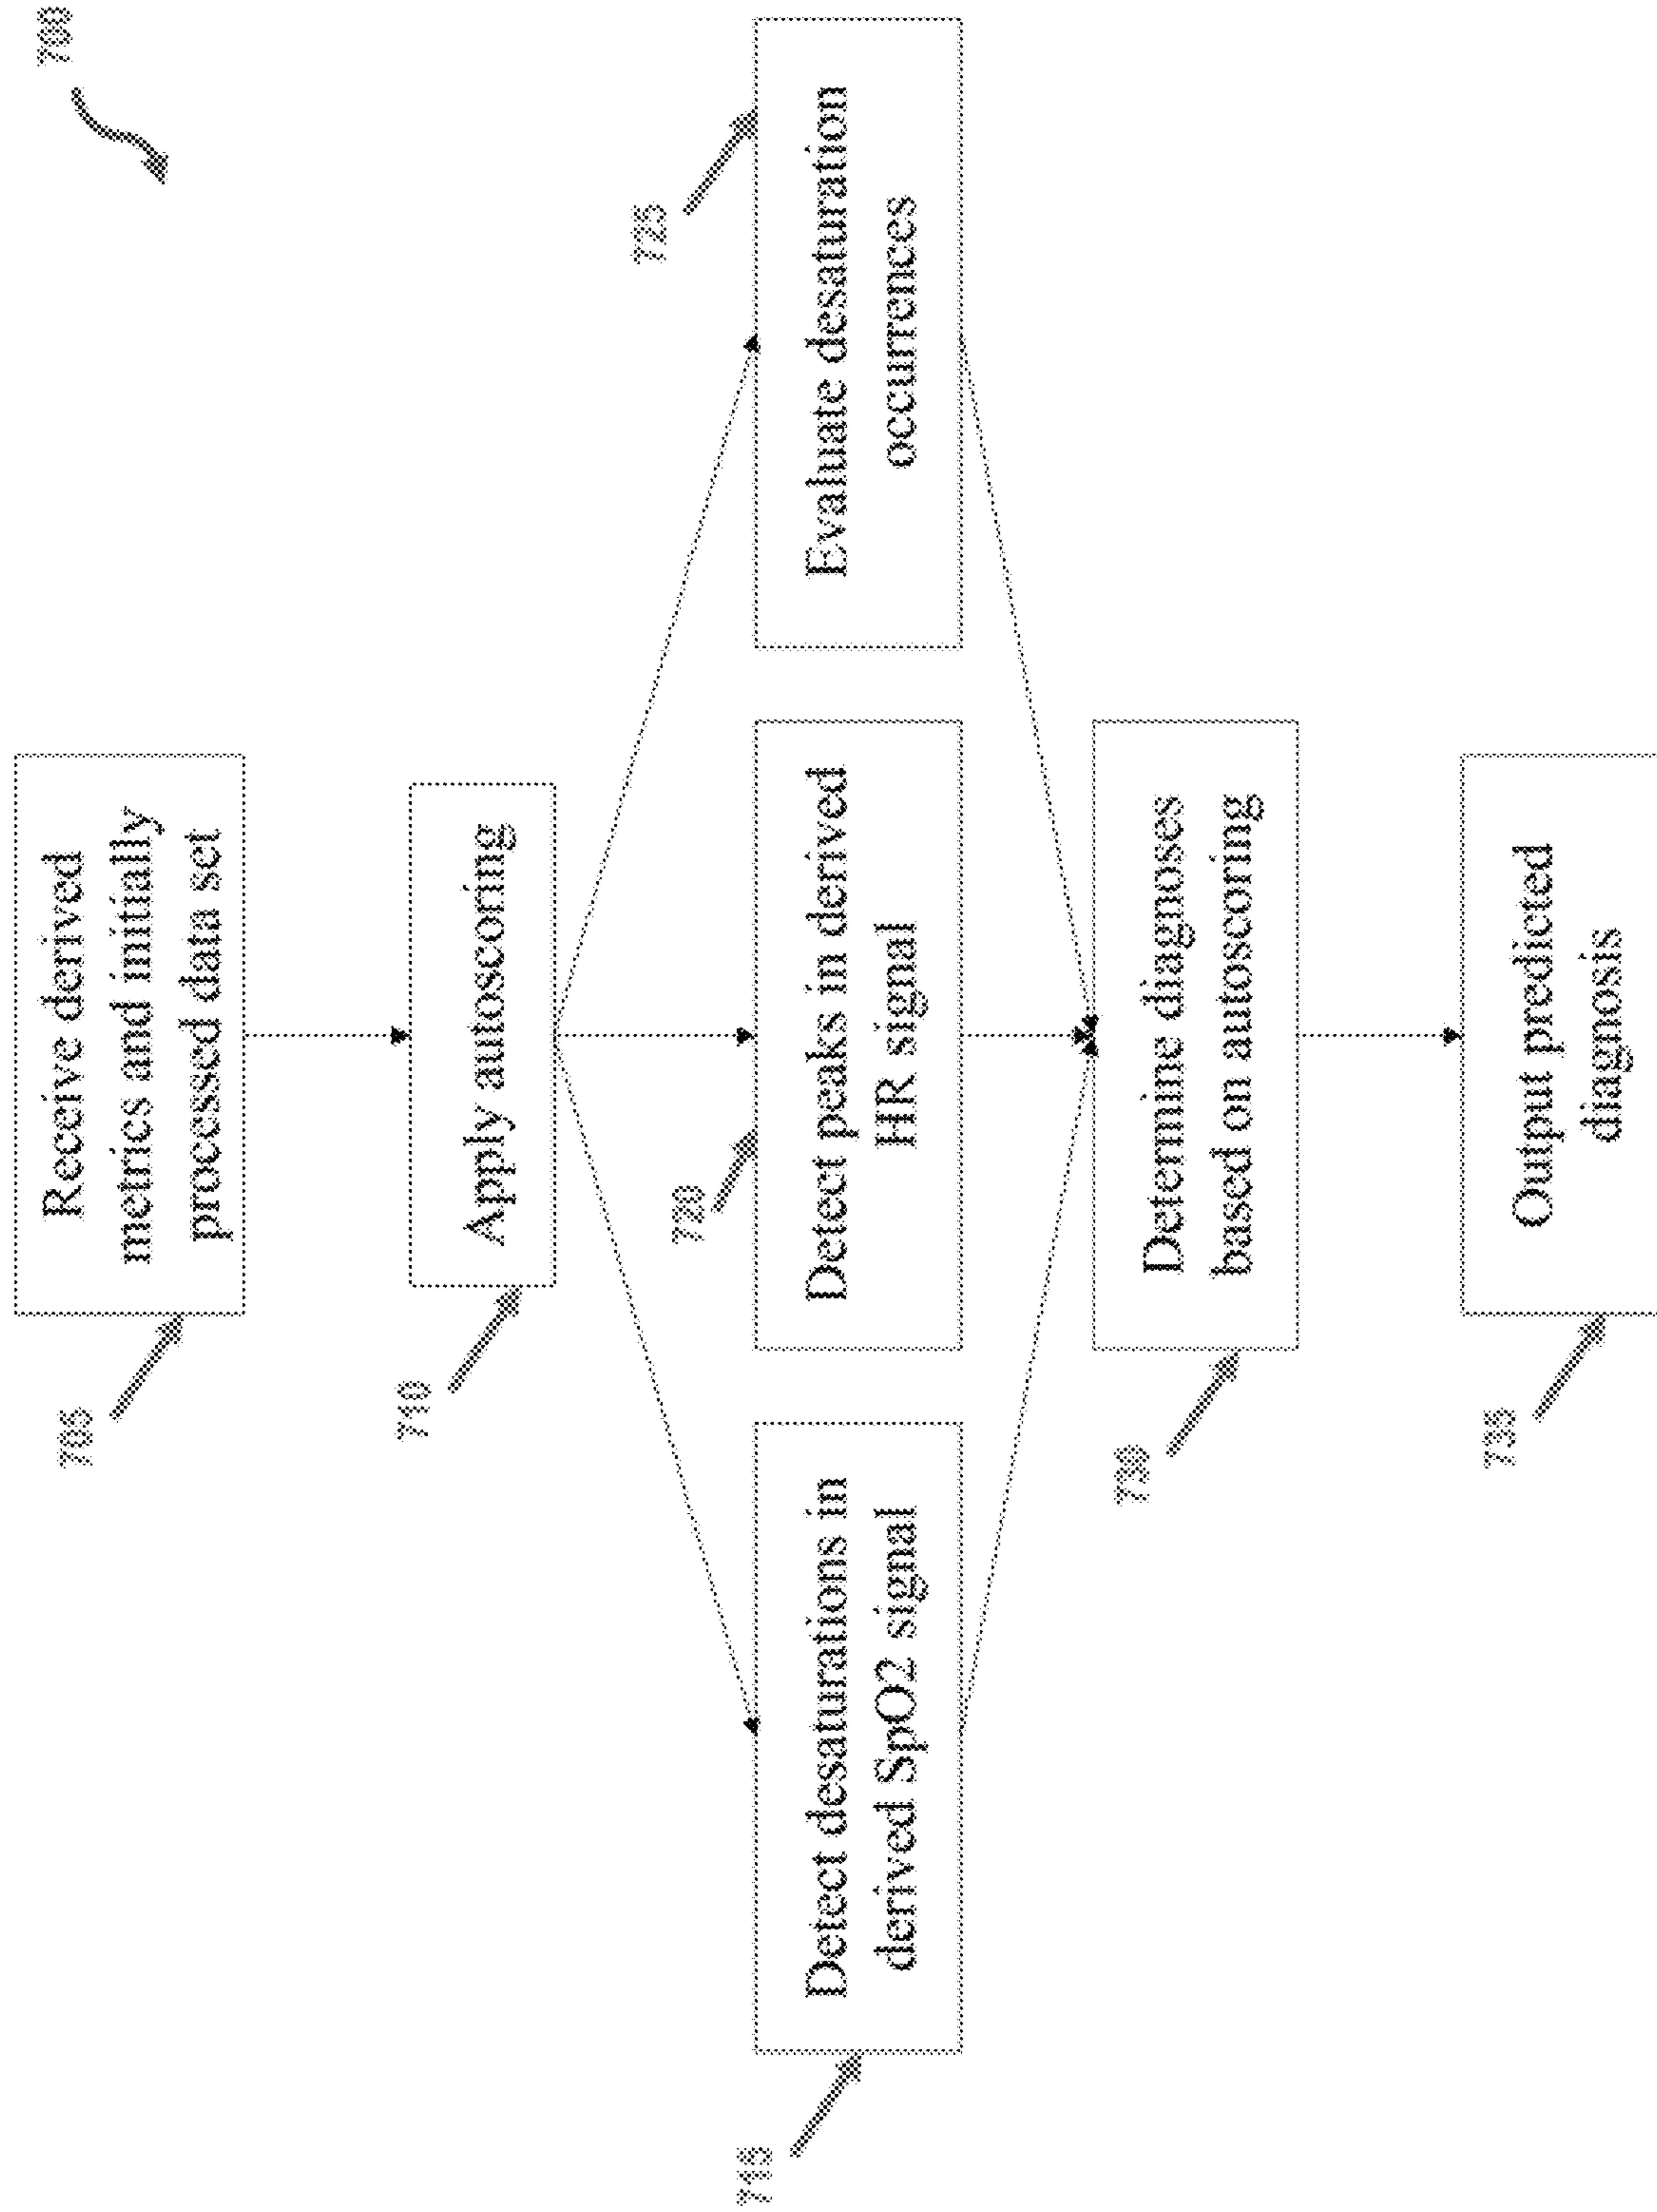 700
705
Receive derived
metrics and initially
processed data set
710
Apply autoscoring
715
Detect desaturations in
derived SpO2 signal
720
Detect peaks in derived
HR signal
725
Evaluate desaturation
occurrences
730
Determine diagnoses
based on autoscoring
735
Output predicted
diagnosis